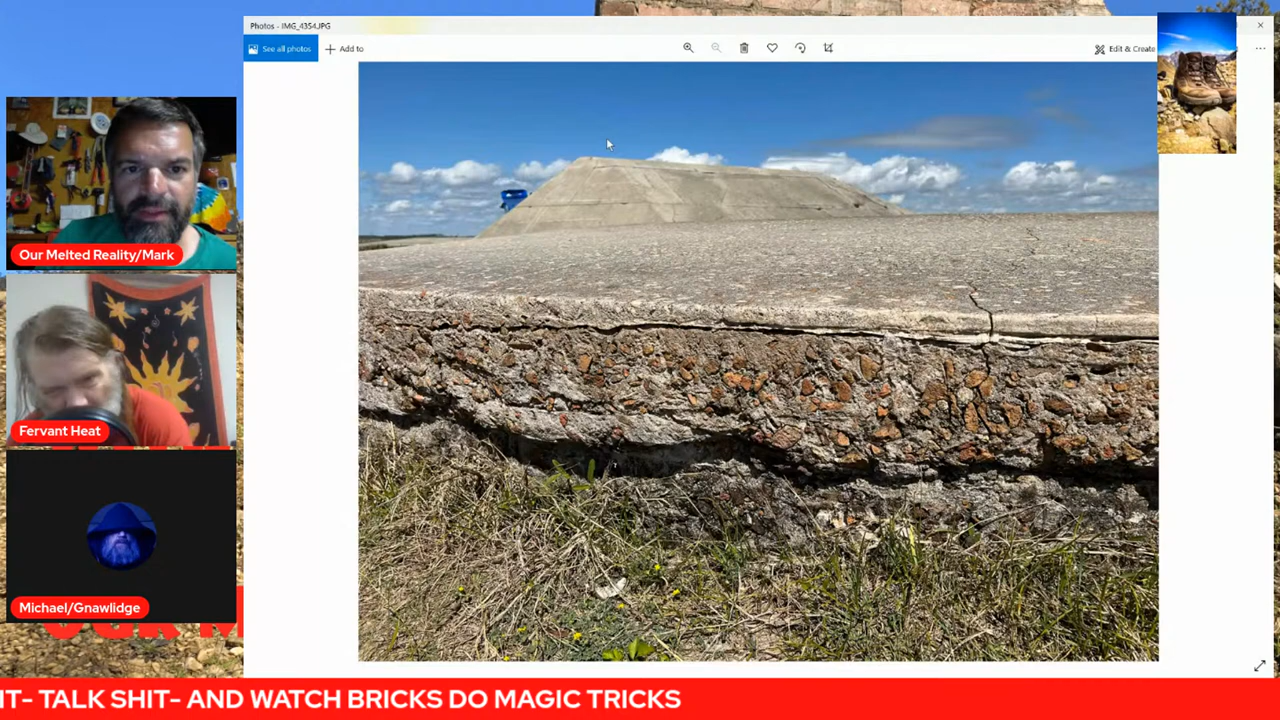 Photos - IMG_4354.JPG
See all photos
Add to
Edit & Create
Our Melted Reality/Mark
Fervant Heat
Michael/Gnawlidge
IT- TALK SHIT- AND WATCH BRICKS DO MAGIC TRICKS